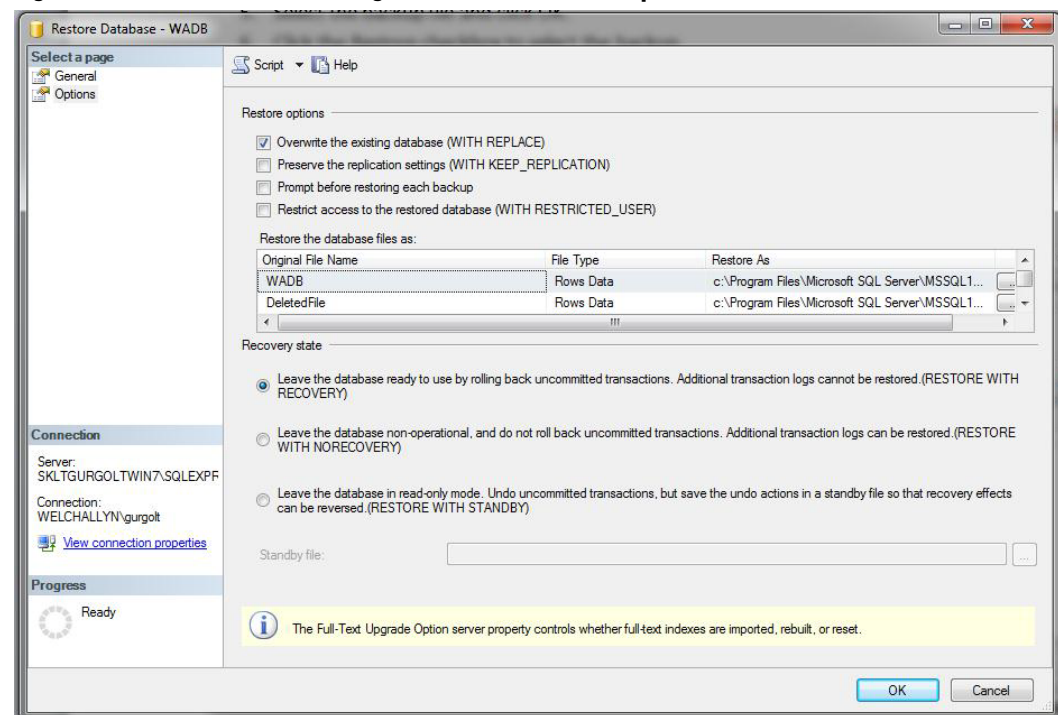 Restore Database - WADB
Select a page
General
Options
Script
Help
Restore options
Overwrite the existing database (WITH REPLACE)
Preserve the replication settings (WITH KEEP_REPLICATION)
Prompt before restoring each backup
Restrict access to the restored database (WITH RESTRICTED_USER)
Restore the database files as:
Original File Name File Type Restore As
WADB Rows Data c:\Program Files\Microsoft SQL Server\MSSQL1... ...
DeletedFile Rows Data c:\Program Files\Microsoft SQL Server\MSSQL1... ...
Recovery state
Leave the database ready to use by rolling back uncommitted transactions. Additional transaction logs cannot be restored.(RESTORE WITH
RECOVERY)
Leave the database non-operational, and do not roll back uncommitted transactions. Additional transaction logs can be restored.(RESTORE
WITH NORECOVERY)
Leave the database in read-only mode. Undo uncommitted transactions, but save the undo actions in a standby file so that recovery effects
can be reversed.(RESTORE WITH STANDBY)
Standby file:
...
Connection
Server:
SKLTGURGOLTWIN7\SQLEXPR
Connection:
WELCHALLYN\gurgolt
View connection properties
Progress
Ready
The Full-Text Upgrade Option server property controls whether full-text indexes are imported, rebuilt, or reset.
OK
Cancel